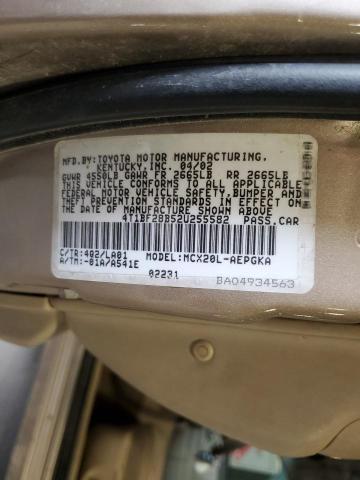 MFD.BY:TOYOTA MOTOR MANUFACTURING,
KENTUCKY,INC. 04/02
GVWR 4550LB GAWR FR 2665LB RR 2665LB
THIS VEHICLE CONFORMS TO ALL APPLICABLE
FEDERAL MOTOR VEHICLE SAFETY,BUMPER AND
THEFT PREVENTION STANDARDS IN EFFECT
ON THE DATE OF MANUFACTURE SHOWN
ABOVE.
4T1BF28B52U255582 PASS.CAR
C/TR:4Q2/LA01 MODEL:MCX20L-AEPGKA
A/TM:-01A/A541E
02231
BA04934563